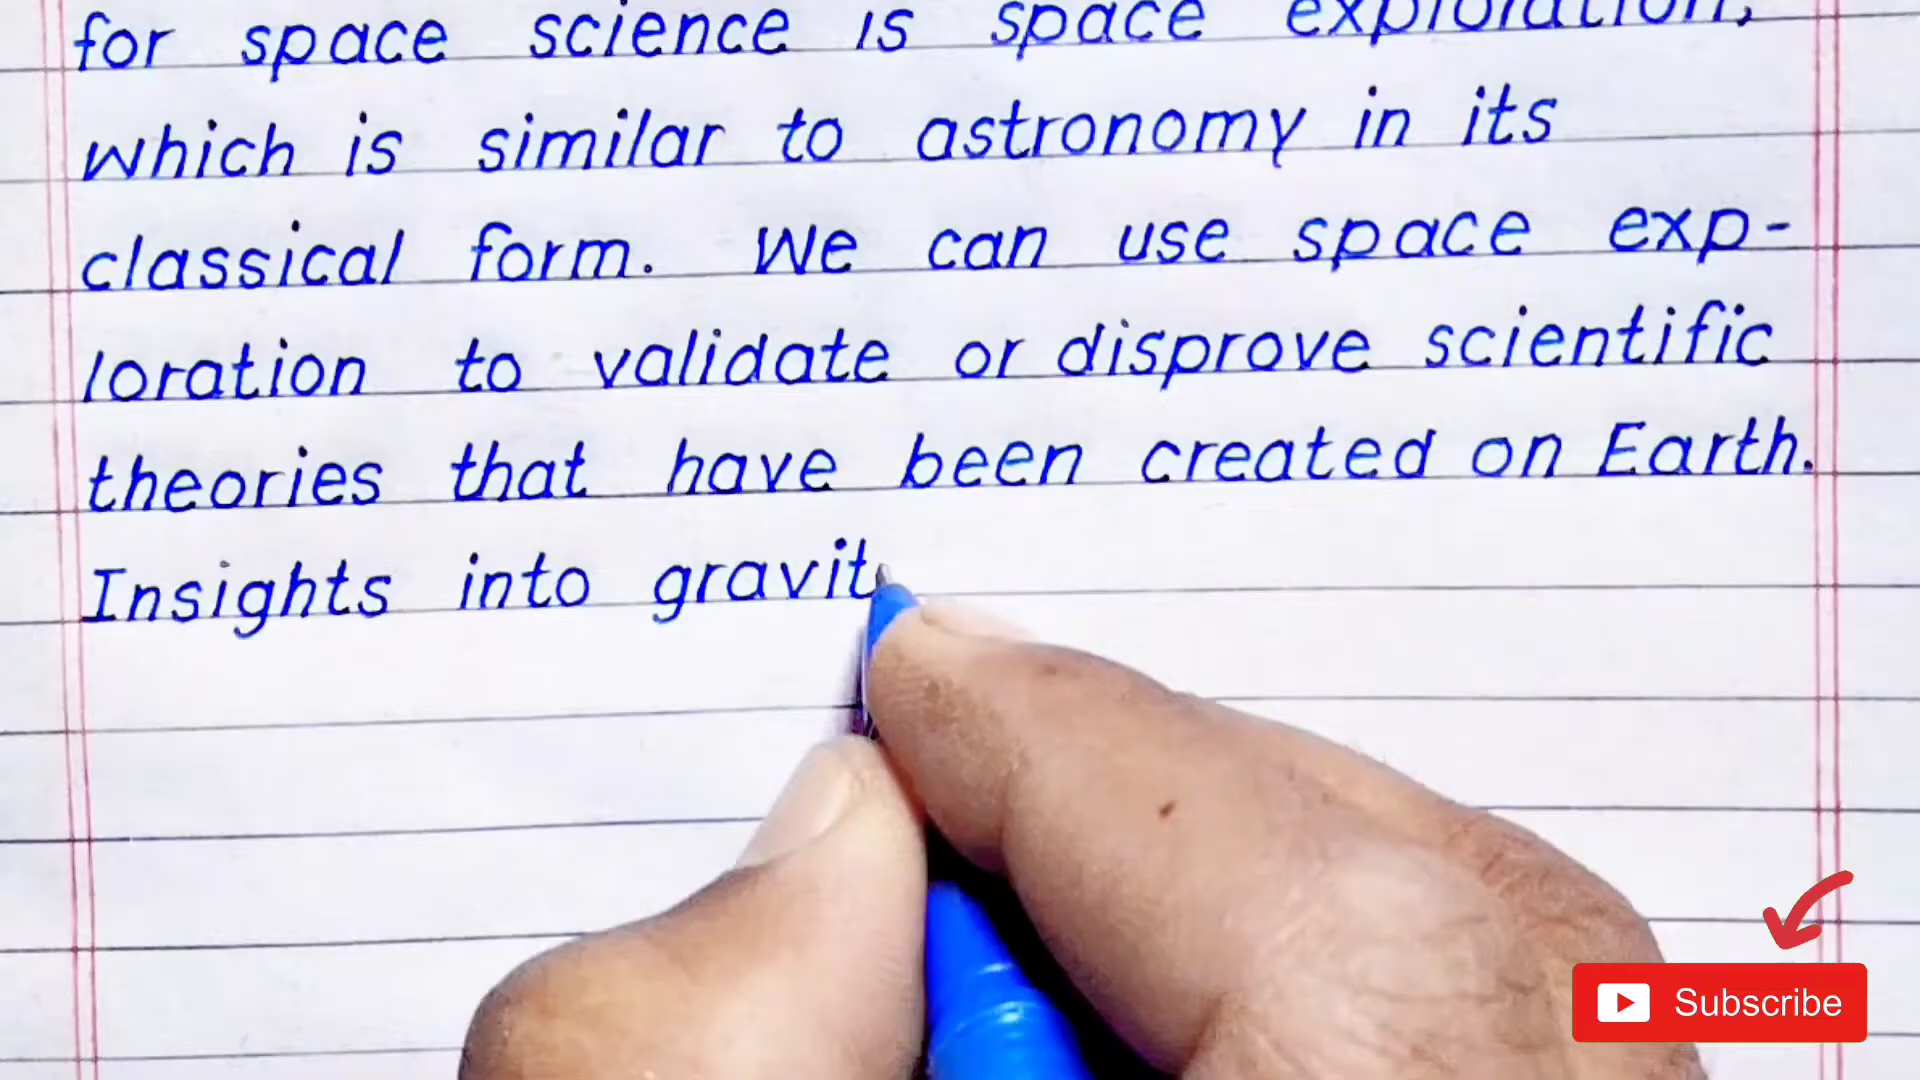 for space science is space exploration,
which is similar to astronomy in its
classical form. We can use space exp-
loration to validate or disprove scientific
theories that have been created on Earth.
Insights into gravit
Subscribe